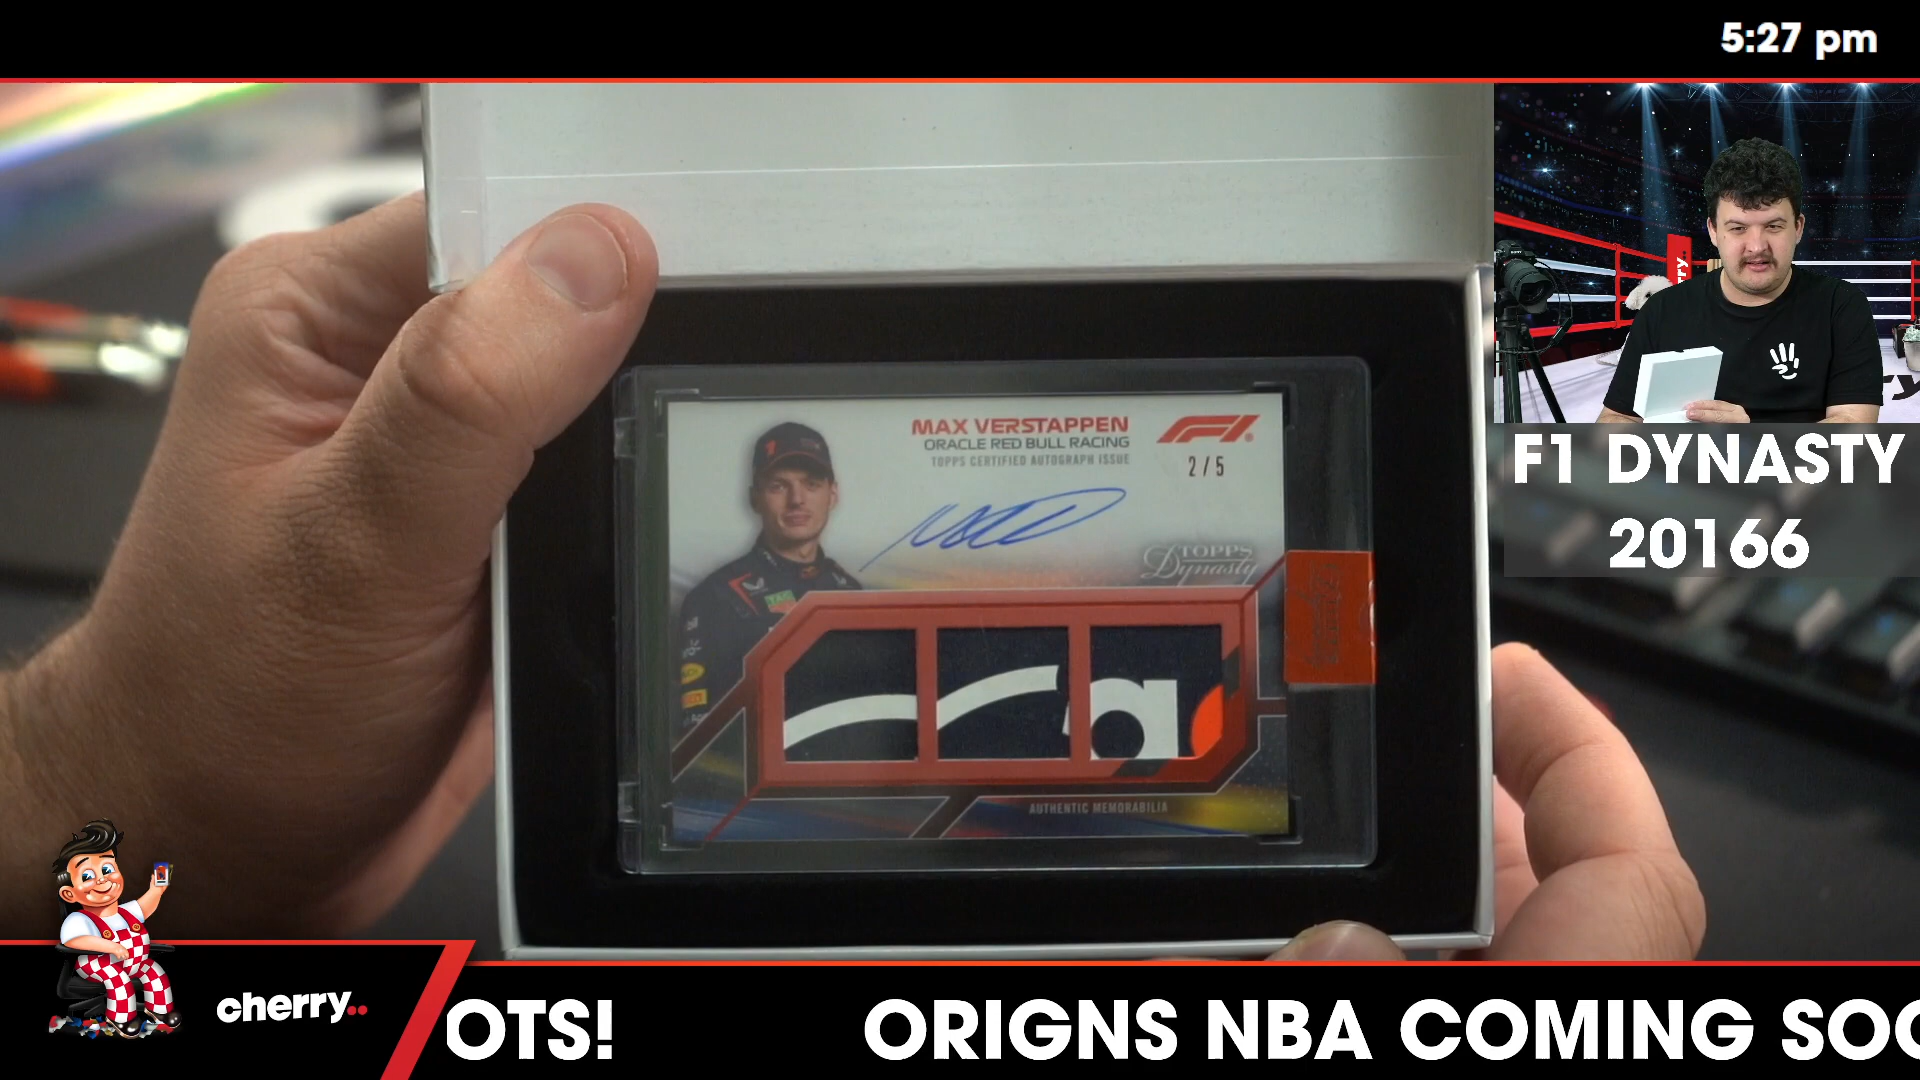 5:27 pm
MAX VERSTAPPEN
ORACLE RED BULL RACING
TOPPS CERTIFIED AUTOGRAPH ISSUE
F1
2/5
TOPPS
Dynasty
a
AUTHENTIC MEMORABILIA
F1 DYNASTY
20166
cherry..
OTS!
ORIGNS NBA COMING SOO